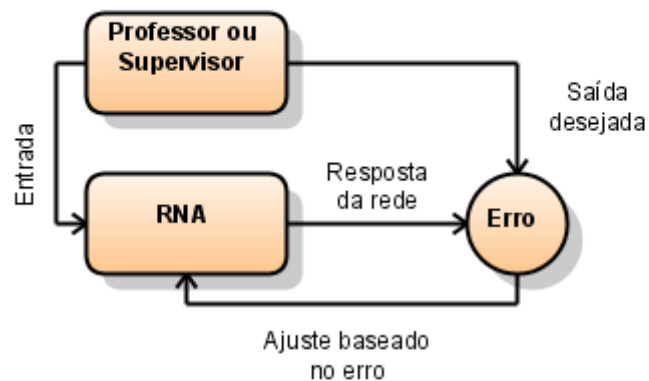 Professor ou
Supervisor
Saída
desejada
Entrada
Resposta
da rede
RNA
Erro
Ajuste baseado
no erro